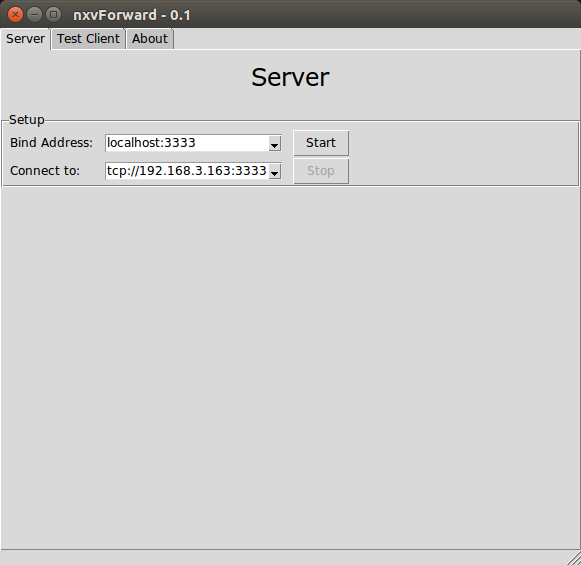 nxvForward - 0.1
Server Test Client About
Server
Setup
Bind Address: localhost:3333 Start
Connect to: tcp://192.168.3.163:3333 Stop